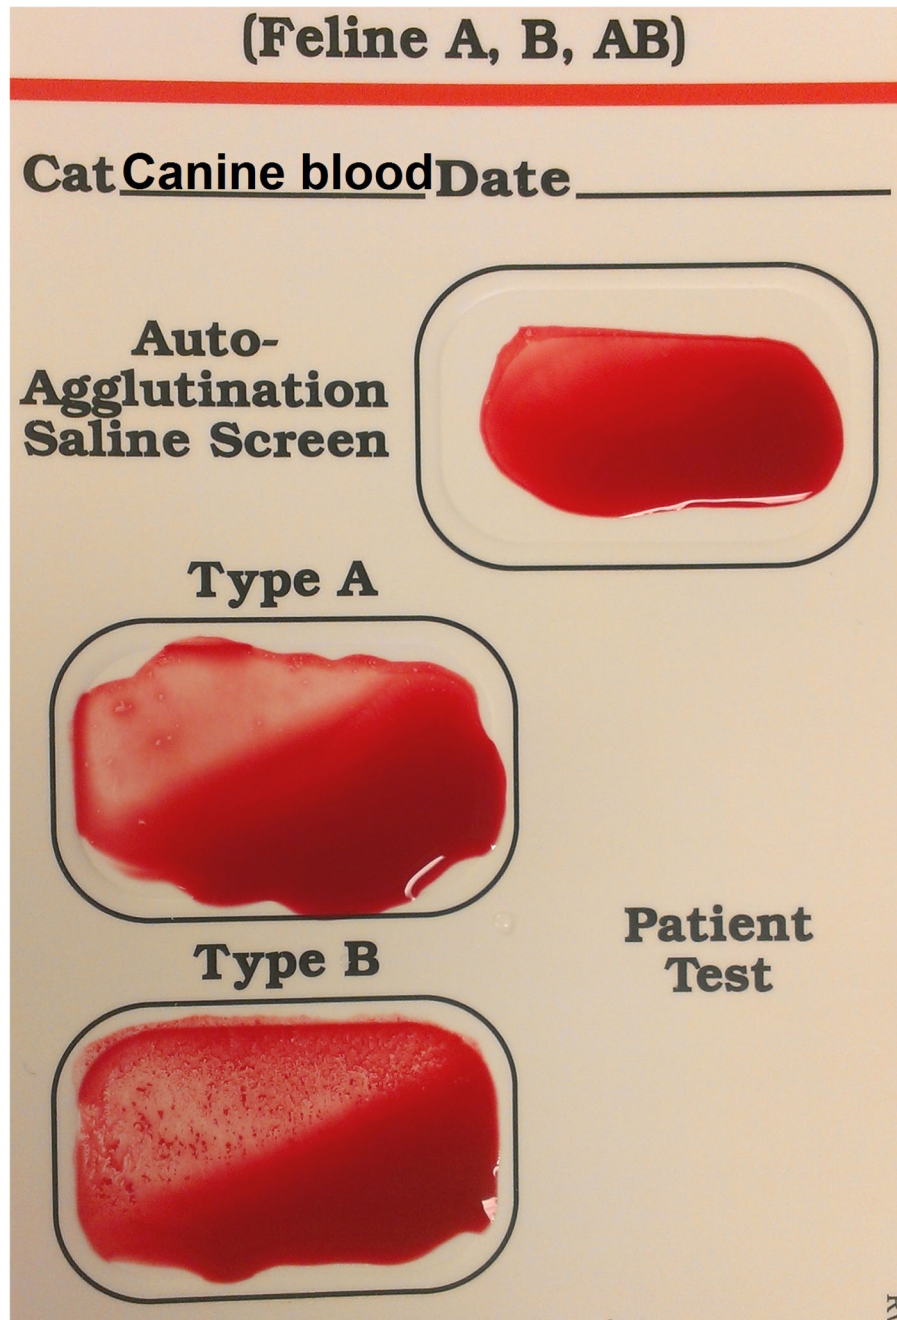 (Feline A, B, AB)
Cat Canine blood Date
Auto-
Agglutination
Saline Screen
Type A
Patient
Test
Type B